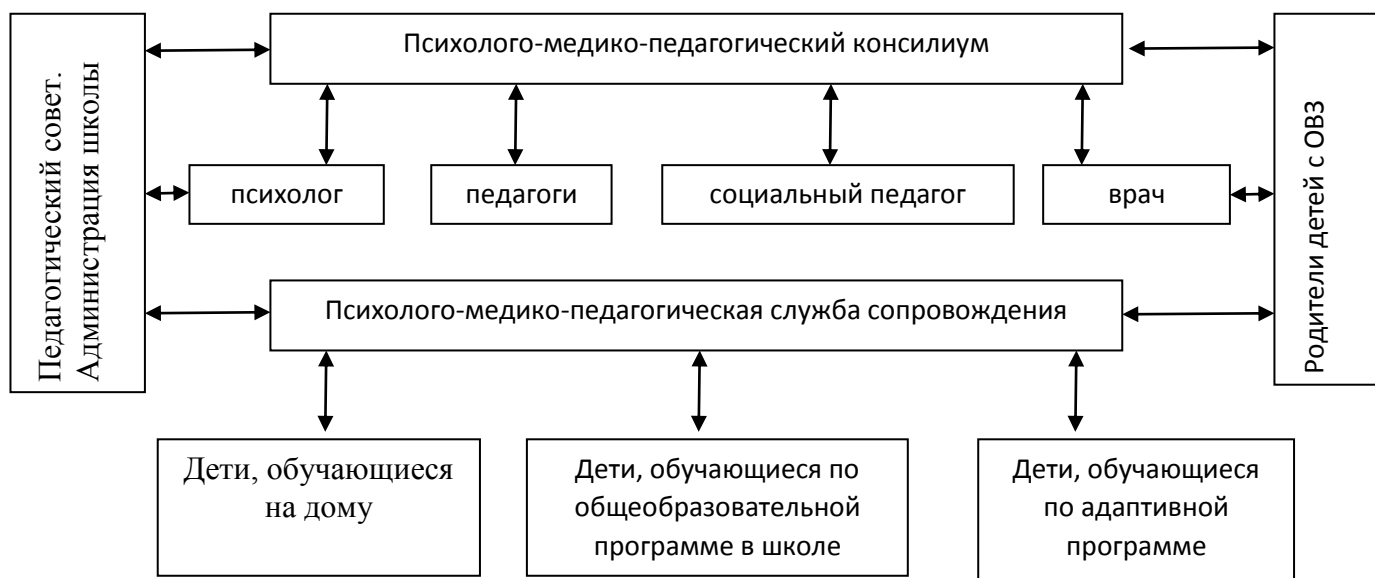 Педагогический совет.
Администрация школы
Психолого-медико-педагогический консилиум
Родители детей с ОВЗ
психолог
педагоги
социальный педагог
врач
Психолого-медико-педагогическая служба сопровождения
Дети, обучающиеся
на дому
Дети, обучающиеся по
общеобразовательной
программе в школе
Дети, обучающиеся
по адаптивной
программе